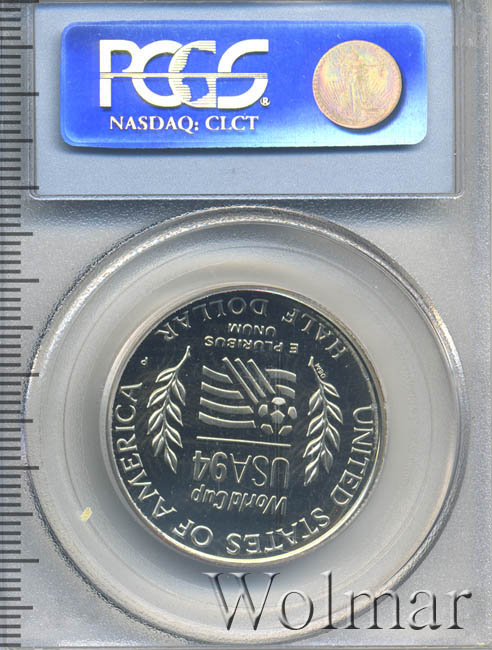 PCGS®
NASDAQ: CLCT
UNITED STATES OF AMERICA
WorldCup
USA94
E PLURIBUS
UNUM
HALF DOLLAR
P
Wolmar